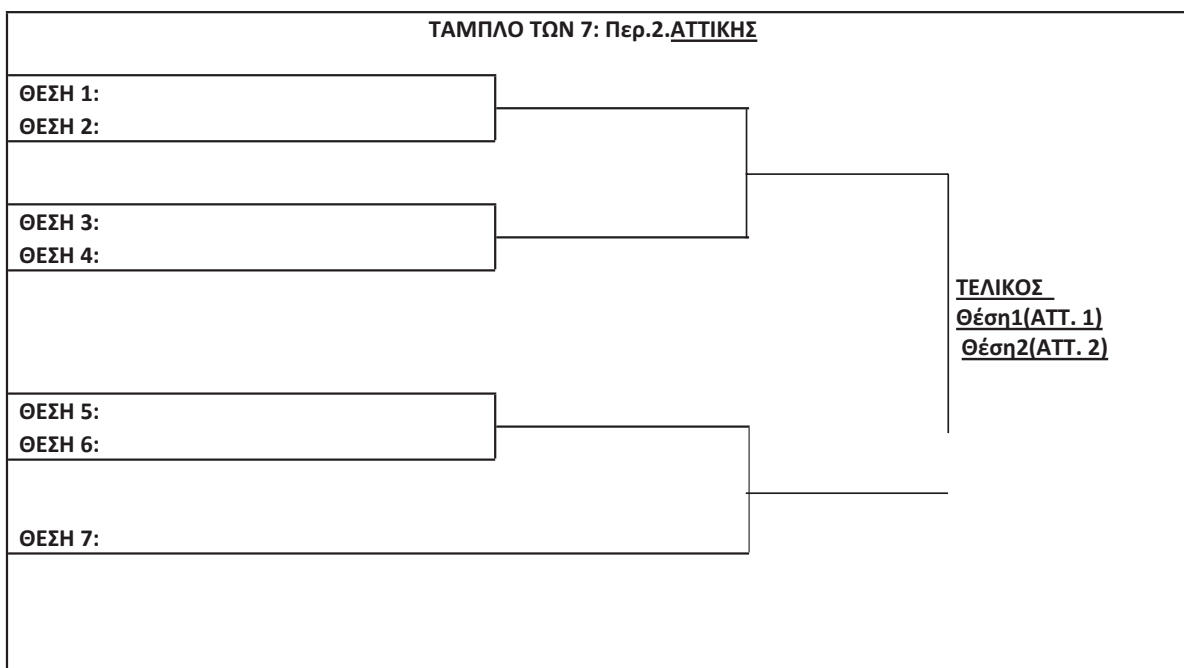 ΤΑΜΠΛΟ ΤΩΝ 7: Περ.2.ΑΤΤΙΚΗΣ
ΘΕΣΗ 1:
ΘΕΣΗ 2:
ΘΕΣΗ 3:
ΘΕΣΗ 4:
ΤΕΛΙΚΟΣ
Θέση1(ΑΤΤ. 1)
Θέση2(ΑΤΤ. 2)
ΘΕΣΗ 5:
ΘΕΣΗ 6:
ΘΕΣΗ 7: